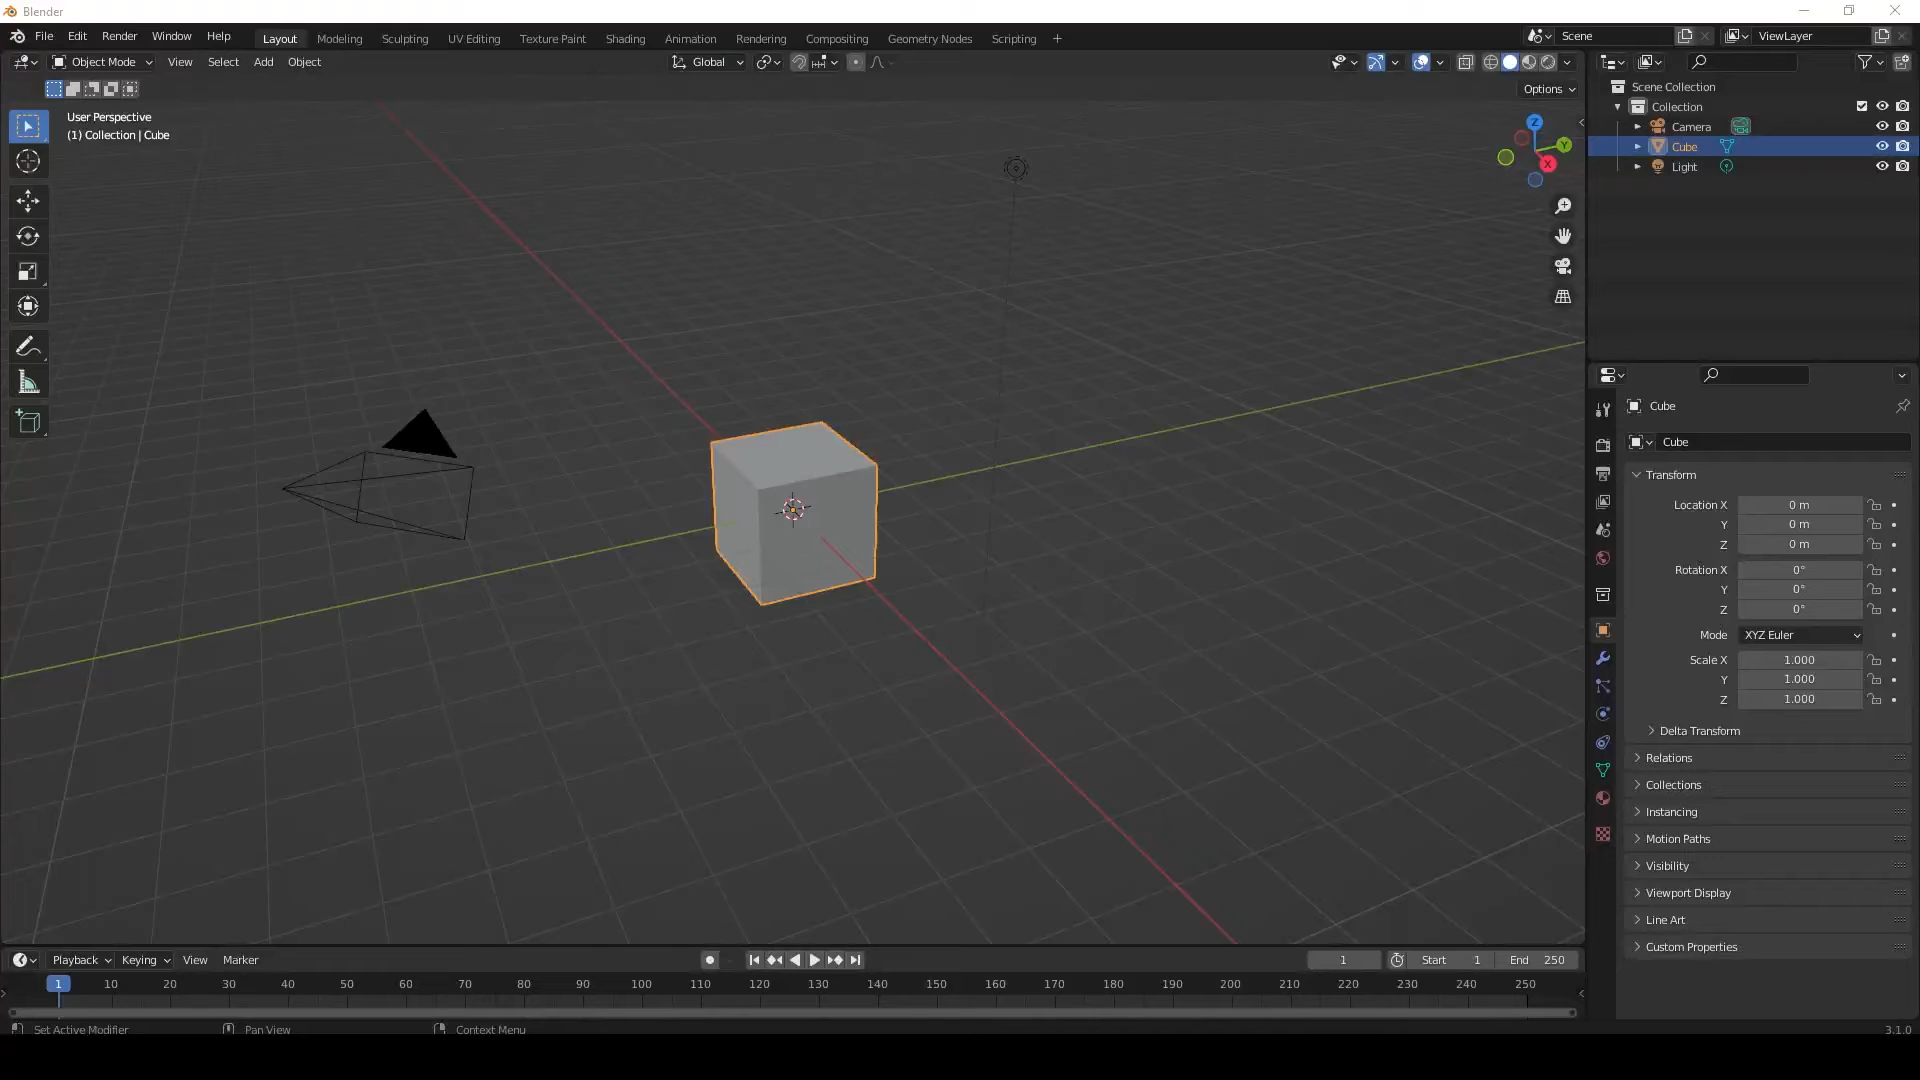 Blender
File Edit Render Window Help Layout Modeling Sculpting UV Editing Texture Paint Shading Animation Rendering Compositing Geometry Nodes Scripting + Scene ViewLayer
Object Mode View Select Add Object Global
Options
User Perspective
(1) Collection | Cube
Z
Y
X
Scene Collection
Collection
Camera
Cube
Light
Cube
Cube
Transform
Location X 0 m
Y 0 m
Z 0 m
Rotation X 0°
Y 0°
Z 0°
Mode XYZ Euler
Scale X 1.000
Y 1.000
Z 1.000
Delta Transform
Relations
Collections
Instancing
Motion Paths
Visibility
Viewport Display
Line Art
Custom Properties
Playback Keying View Marker 1 Start 1 End 250
1 10 20 30 40 50 60 70 80 90 100 110 120 130 140 150 160 170 180 190 200 210 220 230 240 250
Set Active Modifier Pan View Context Menu 3.1.0